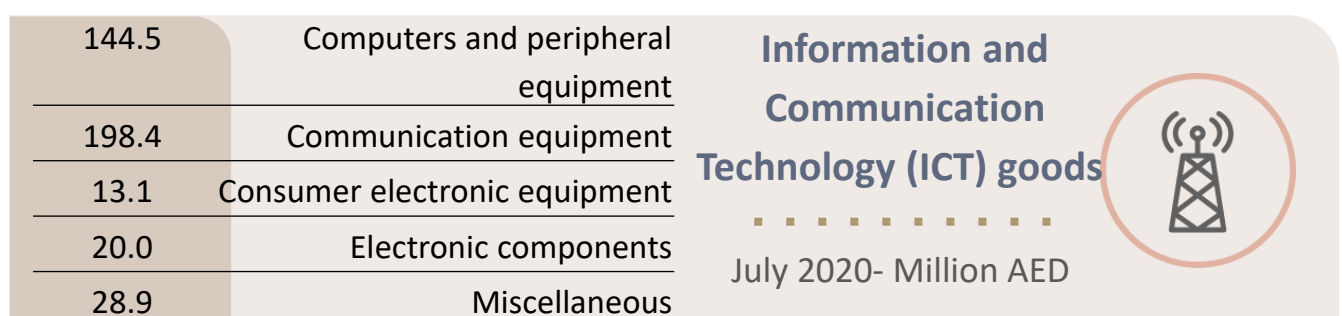 144.5 Computers and peripheral
equipment
198.4 Communication equipment
13.1 Consumer electronic equipment
20.0 Electronic components
28.9 Miscellaneous
Information and
Communication
Technology (ICT) goods
July 2020- Million AED